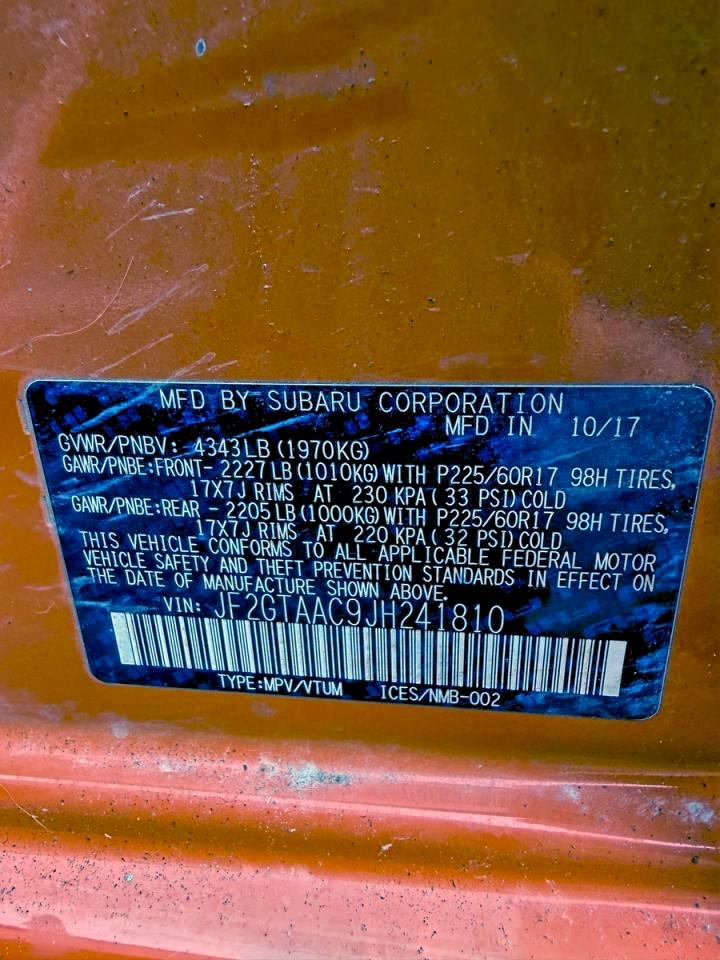 MFD BY SUBARU CORPORATION
MFD IN 10/17
GVWR/PNBV: 4343LB(1970KG)
GAWR/PNBE:FRONT- 2227LB(1010KG)WITH P225/60R17 98H TIRES,
17X7J RIMS AT 230 KPA( 33 PSI)COLD
GAWR/PNBE:REAR - 2205LB(1000KG)WITH P225/60R17 98H TIRES,
17X7J RIMS AT 220 KPA( 32 PSI)COLD
THIS VEHICLE CONFORMS TO ALL APPLICABLE FEDERAL MOTOR
VEHICLE SAFETY AND THEFT PREVENTION STANDARDS IN EFFECT ON
THE DATE OF MANUFACTURE SHOWN ABOVE.
VIN: JF2GTAAC9JH241810
TYPE:MPV/VTUM ICES/NMB-002